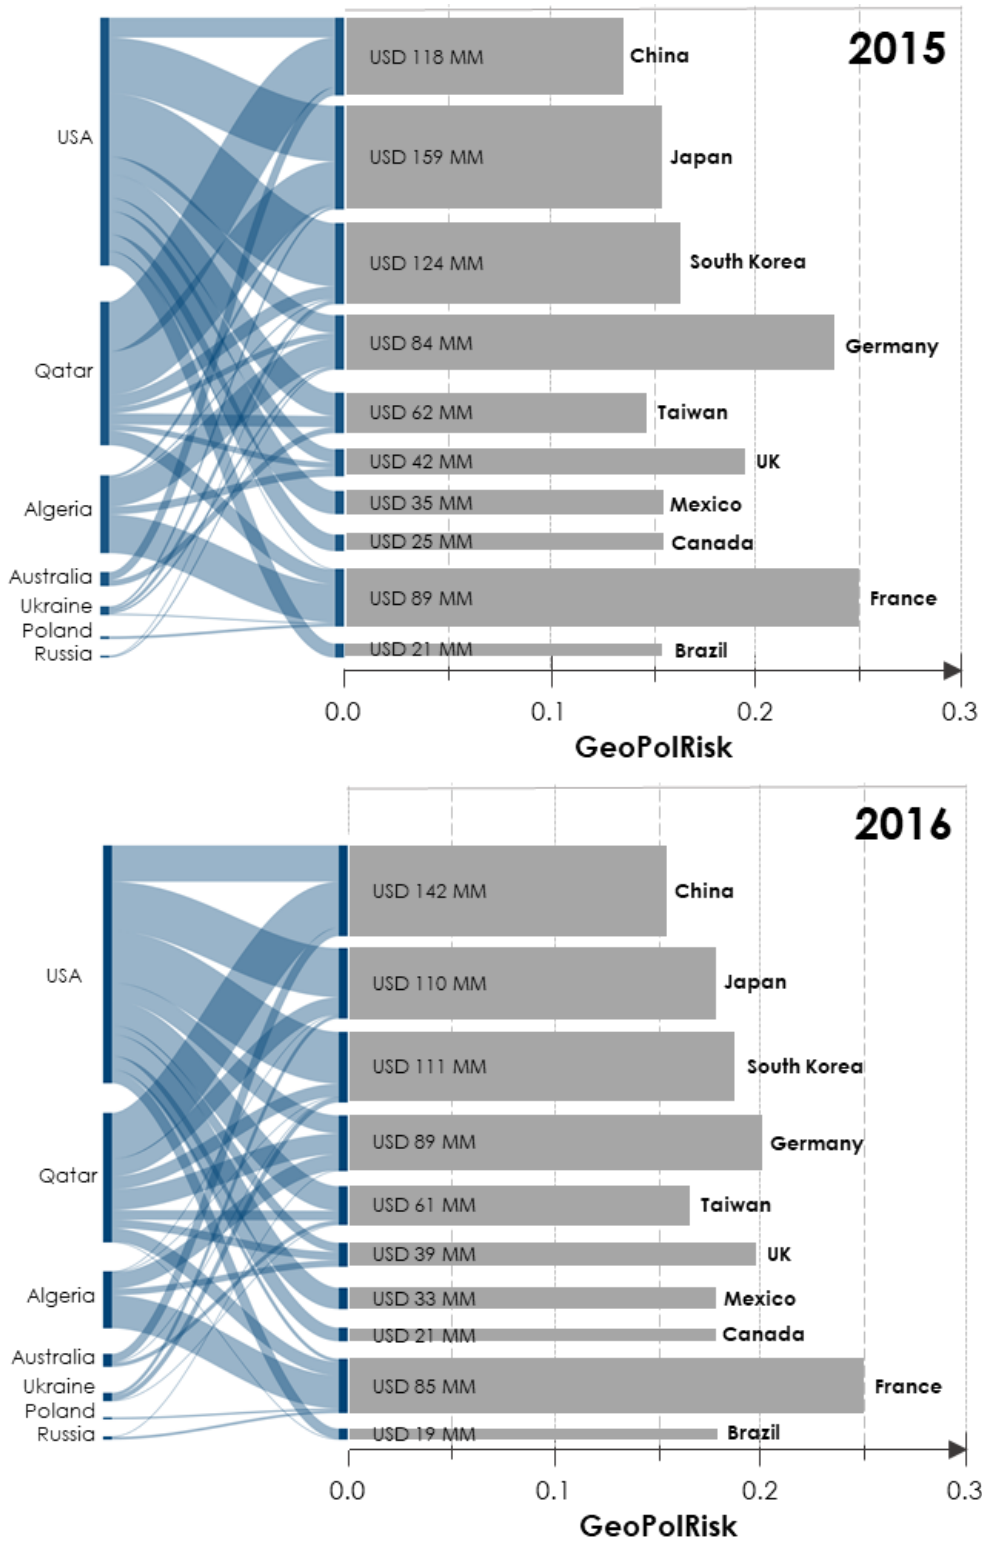 2015
USD 118 MM China
USA
USD 159 MM Japan
USD 124 MM South Korea
USD 84 MM Germany
Qatar
USD 62 MM Taiwan
USD 42 MM UK
USD 35 MM Mexico
Algeria
USD 25 MM Canada
Australia
USD 89 MM France
Ukraine
Poland
Russia
USD 21 MM Brazil
0.0 0.1 0.2 0.3
GeoPolRisk
2016
USD 142 MM China
USA
USD 110 MM Japan
USD 111 MM South Korea
USD 89 MM Germany
Qatar
USD 61 MM Taiwan
USD 39 MM UK
Algeria
USD 33 MM Mexico
USD 21 MM Canada
Australia
USD 85 MM France
Ukraine
Poland
Russia
USD 19 MM Brazil
0.0 0.1 0.2 0.3
GeoPolRisk